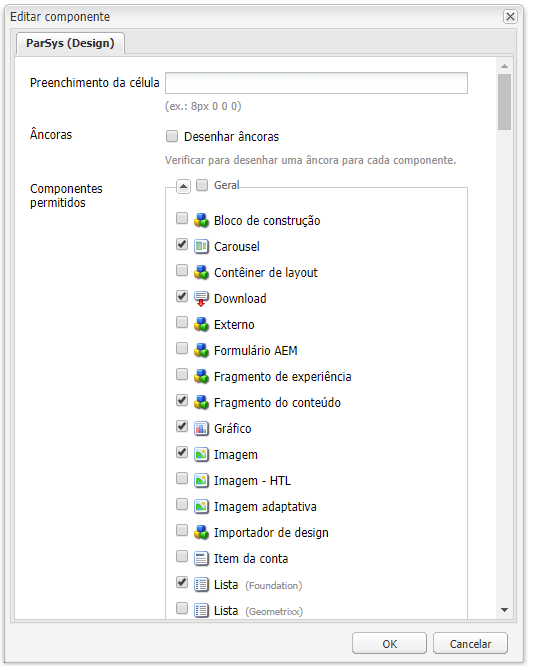 Editar componente
ParSys (Design)
Preenchimento da célula
(ex.: 8px 0 0 0)
Âncoras
Desenhar âncoras
Verificar para desenhar uma âncora para cada componente.
Componentes permitidos
Geral
Bloco de construção
Carousel
Contêiner de layout
Download
Externo
Formulário AEM
Fragmento de experiência
Fragmento do conteúdo
Gráfico
Imagem
Imagem - HTL
Imagem adaptativa
Importador de design
Item da conta
Lista (Foundation)
Lista (Geometrixx)
OK
Cancelar